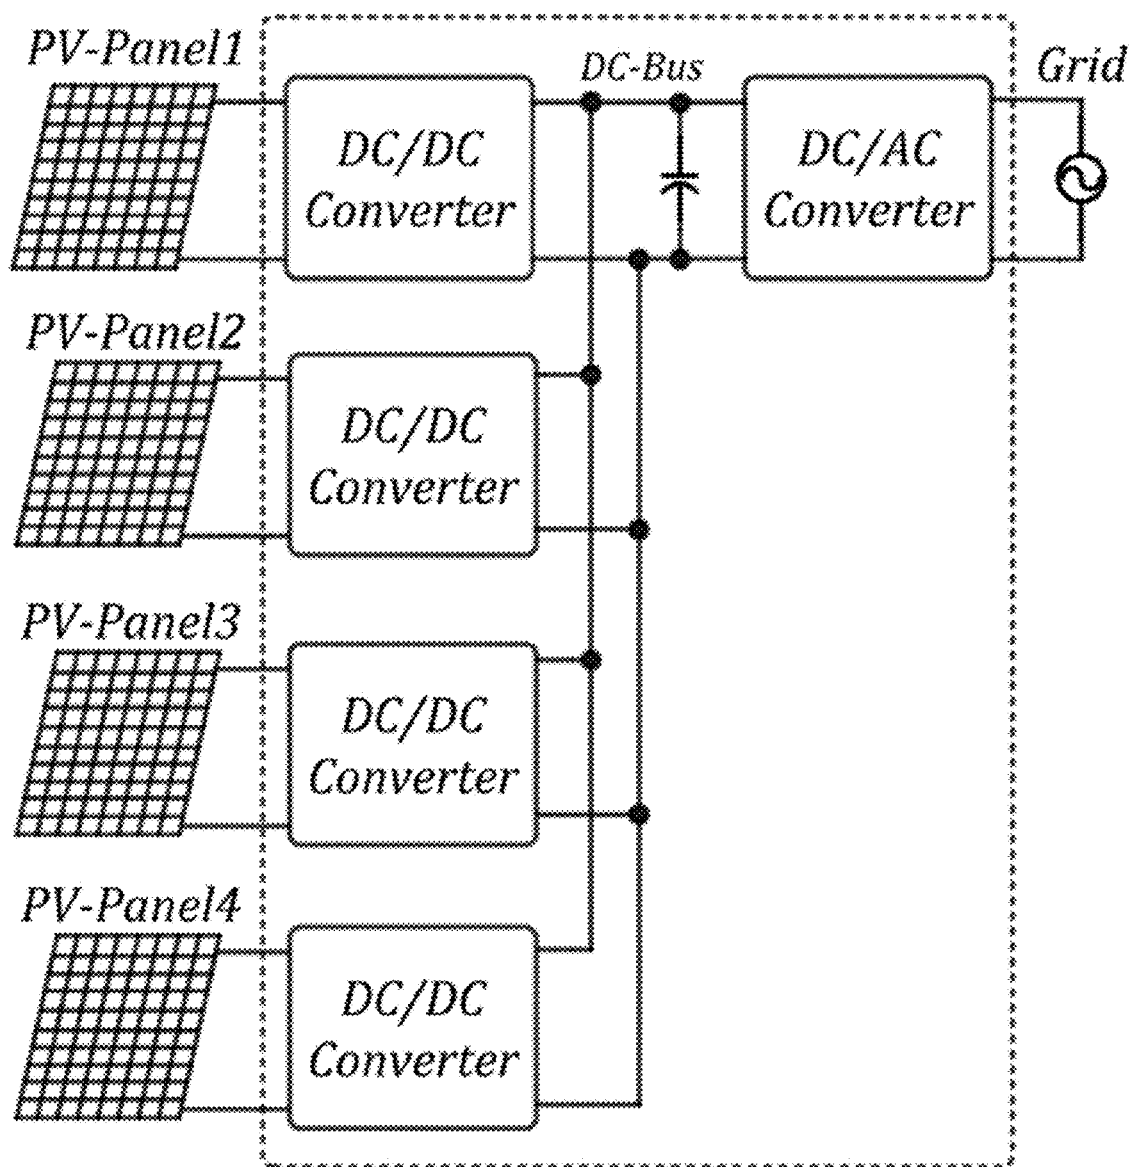 PV-Panel1
DC/DC
Converter
DC-Bus
DC/AC
Converter
Grid
PV-Panel2
DC/DC
Converter
PV-Panel3
DC/DC
Converter
PV-Panel4
DC/DC
Converter